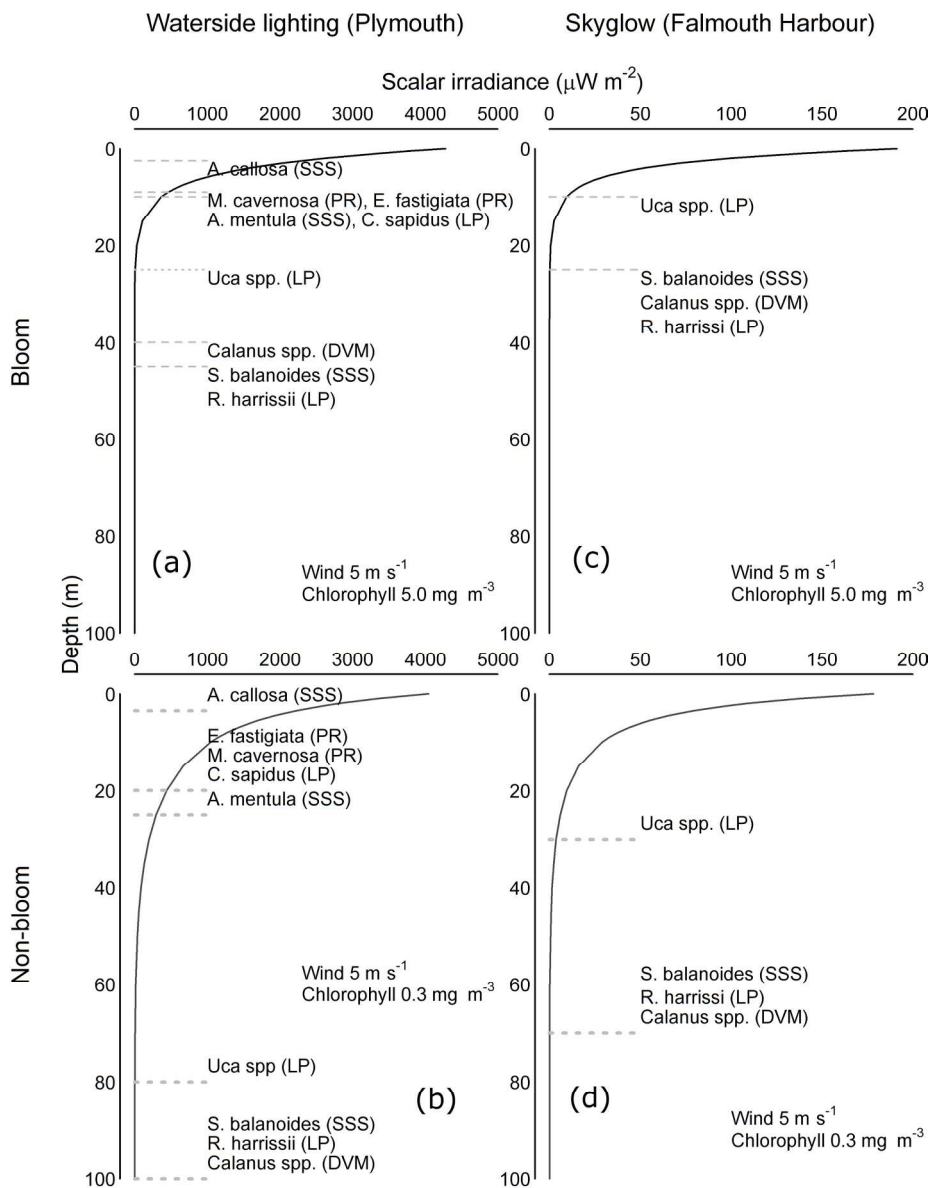 Waterside lighting (Plymouth)
Skyglow (Falmouth Harbour)
Scalar irradiance (μW m-2)
0 1000 2000 3000 4000 5000
0 50 100 150 200
Bloom
Depth (m)
0
20
40
60
80
100
A. callosa (SSS)
M. cavernosa (PR), E. fastigiata (PR)
A. mentula (SSS), C. sapidus (LP)
Uca spp. (LP)
Calanus spp. (DVM)
S. balanoides (SSS)
R. harrissii (LP)
(a)
Wind 5 m s-1
Chlorophyll 5.0 mg m-3
0
20
40
60
80
100
Uca spp. (LP)
S. balanoides (SSS)
Calanus spp. (DVM)
R. harrissi (LP)
(c)
Wind 5 m s-1
Chlorophyll 5.0 mg m-3
Non-bloom
0 1000 2000 3000 4000 5000
0
20
40
60
80
100
A. callosa (SSS)
E. fastigiata (PR)
M. cavernosa (PR)
C. sapidus (LP)
A. mentula (SSS)
Wind 5 m s-1
Chlorophyll 0.3 mg m-3
Uca spp (LP)
(b)
S. balanoides (SSS)
R. harrissii (LP)
Calanus spp. (DVM)
0 50 100 150 200
0
20
40
60
80
100
Uca spp. (LP)
S. balanoides (SSS)
R. harrissi (LP)
Calanus spp. (DVM)
(d)
Wind 5 m s-1
Chlorophyll 0.3 mg m-3